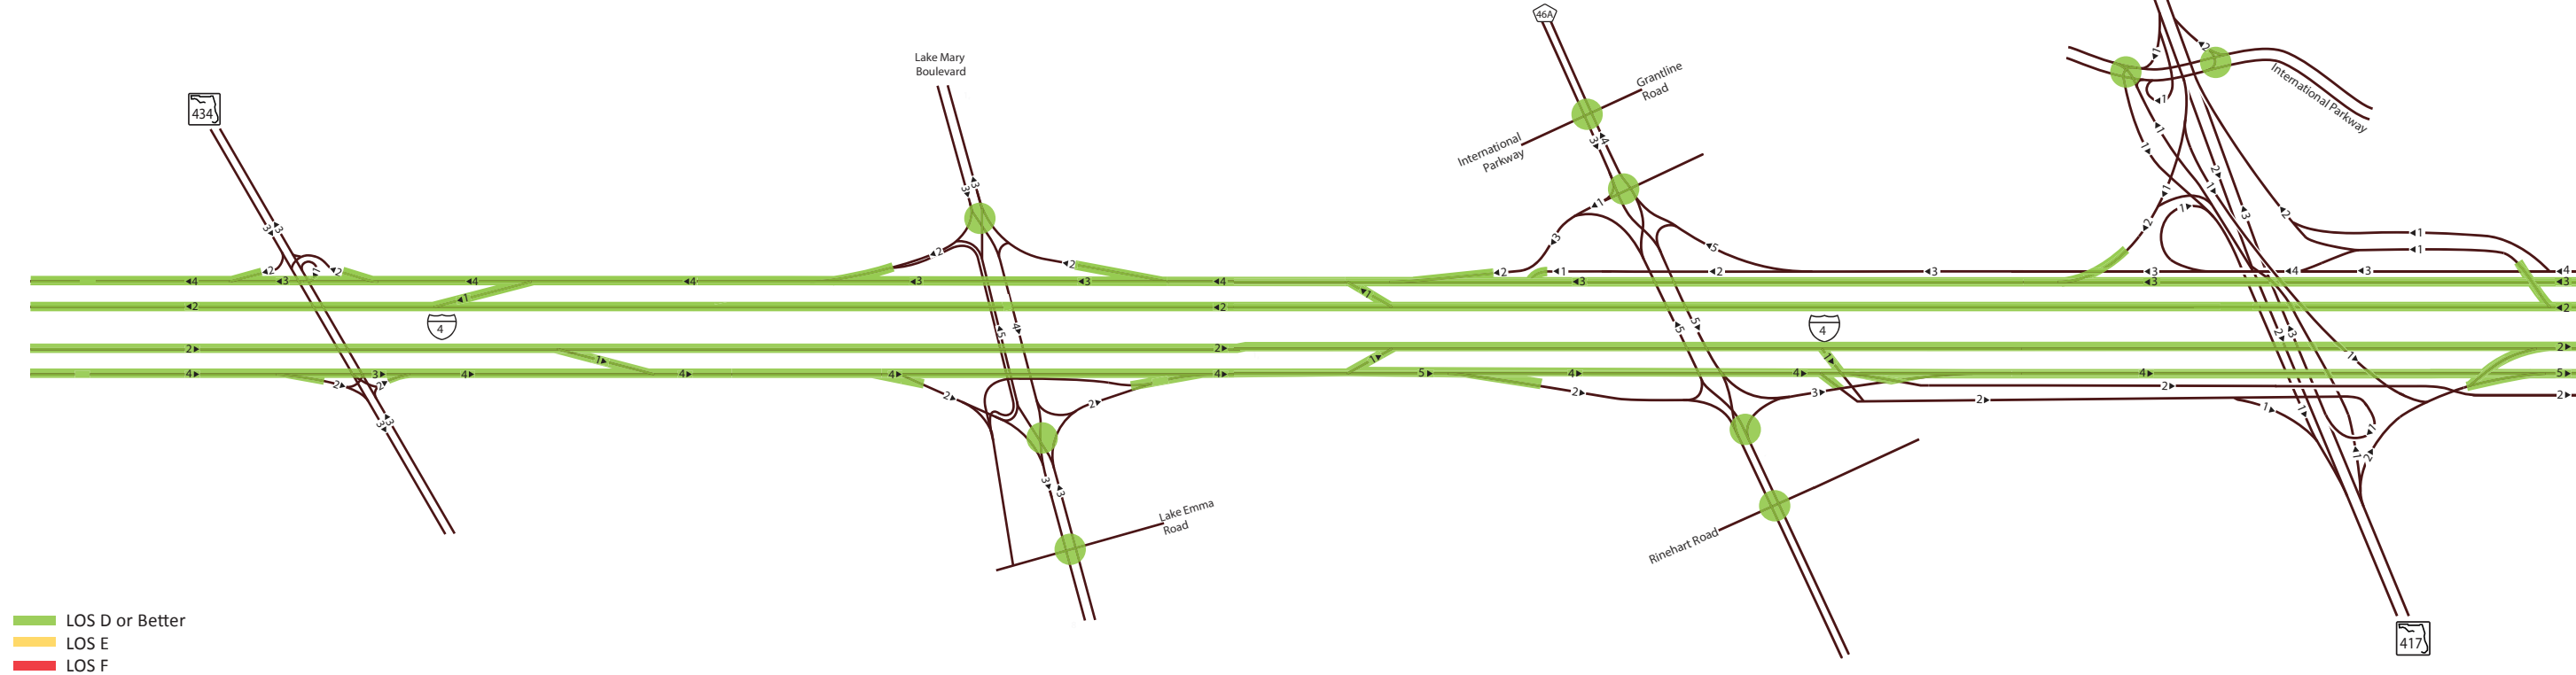 46A
Lake Mary
Boulevard
434
Grantline
Road
International
Parkway
International Parkway
4
4
Lake Emma
Road
Rinehart Road
417
LOS D or Better
LOS E
LOS F